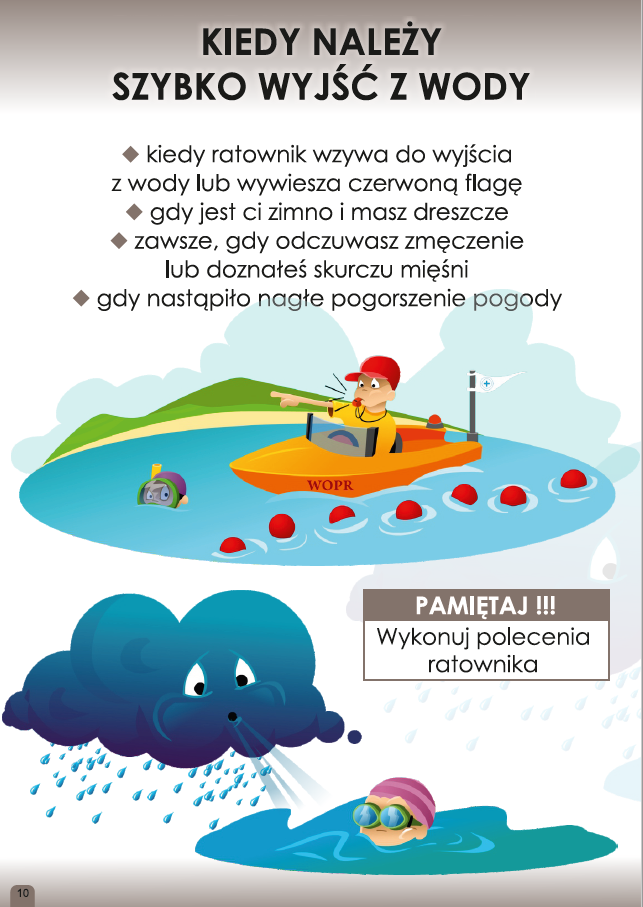 KIEDY NALEŻY
SZYBKO WYJŚĆ Z WODY
◆ kiedy ratownik wzywa do wyjścia
z wody lub wywiesza czerwoną flagę
◆ gdy jest ci zimno i masz dreszcze
◆ zawsze, gdy odczuwasz zmęczenie
lub doznałeś skurczu mięśni
◆ gdy nastąpiło nagłe pogorszenie pogody
WOPR
PAMIĘTAJ !!!
Wykonuj polecenia
ratownika
10